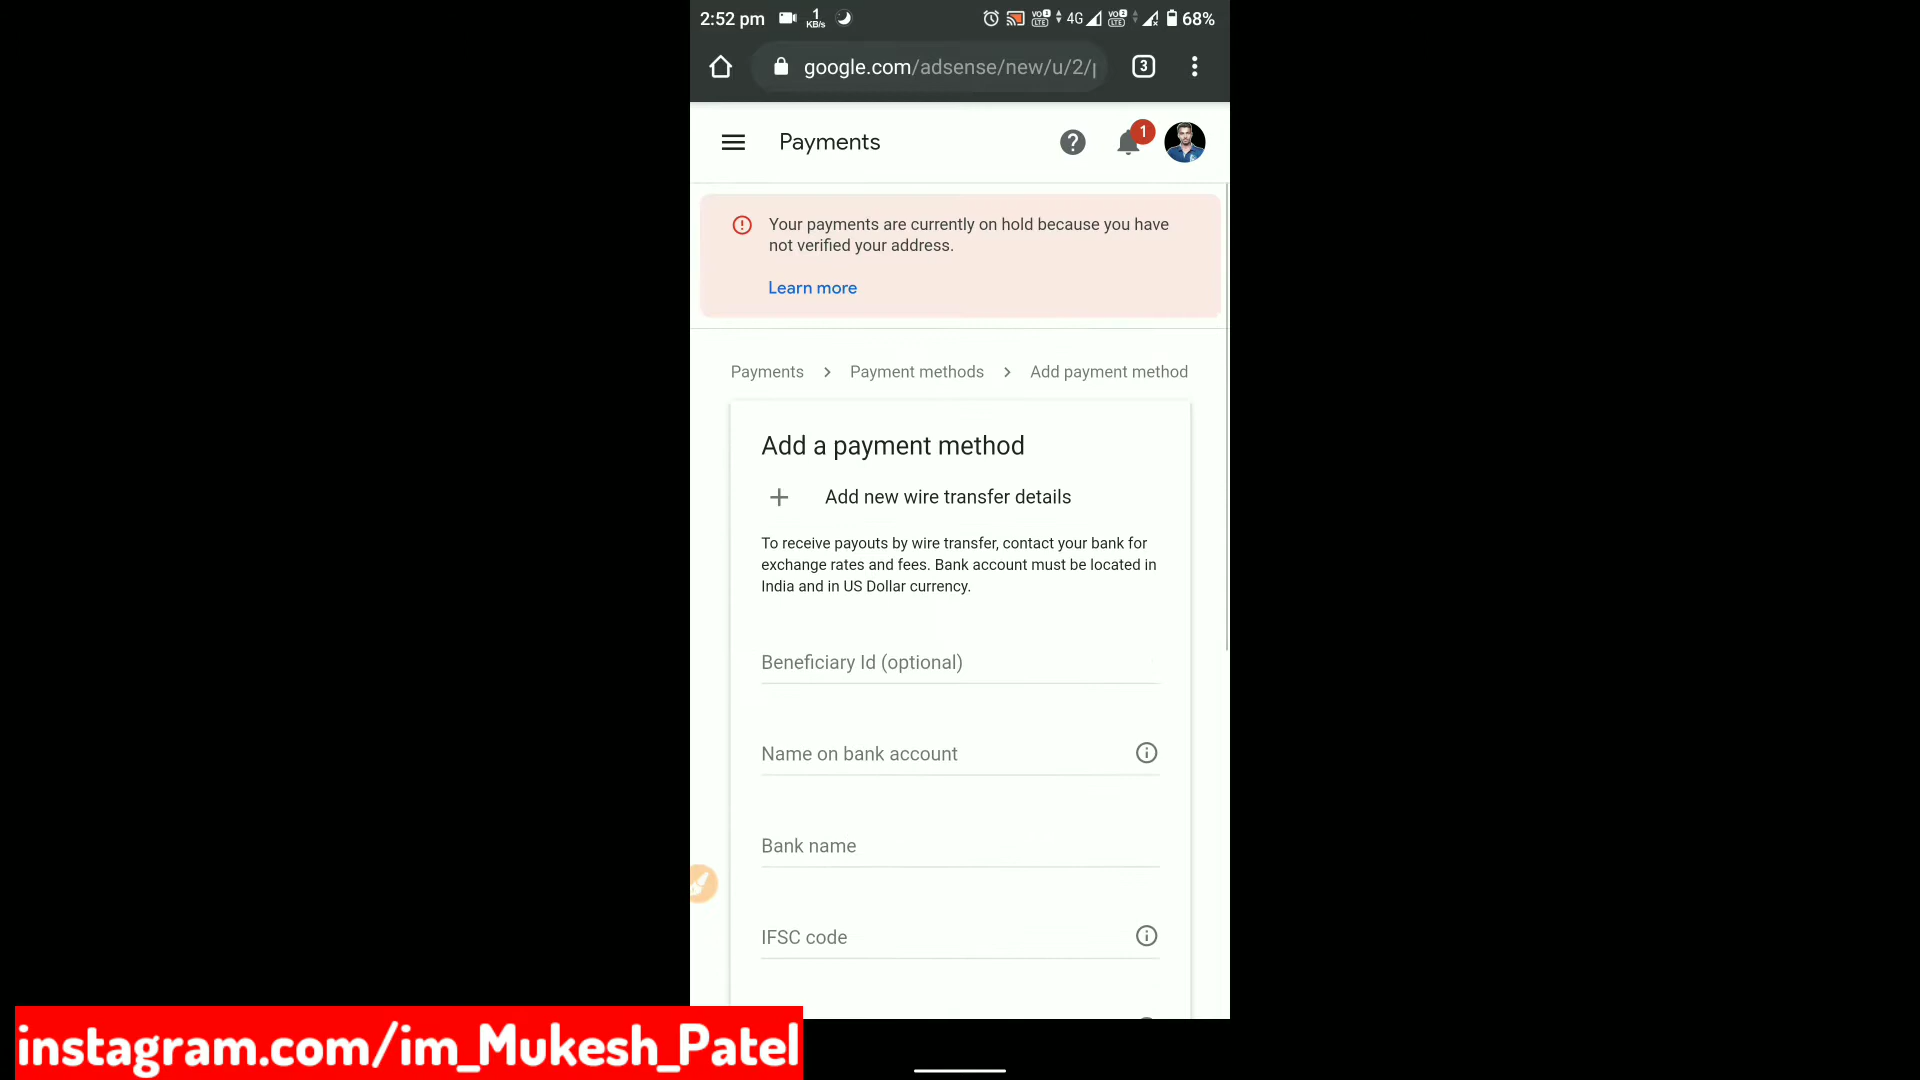 2:52 pm
1
KB/s
4G
68%
google.com/adsense/new/u/2/p
3
Payments
1
Your payments are currently on hold because you have
not verified your address.
Learn more
Payments
Payment methods
Add payment method
Add a payment method
Add new wire transfer details
To receive payouts by wire transfer, contact your bank for
exchange rates and fees. Bank account must be located in
India and in US Dollar currency.
Beneficiary Id (optional)
Name on bank account
Bank name
IFSC code
instagram.com/im_Mukesh_Patel